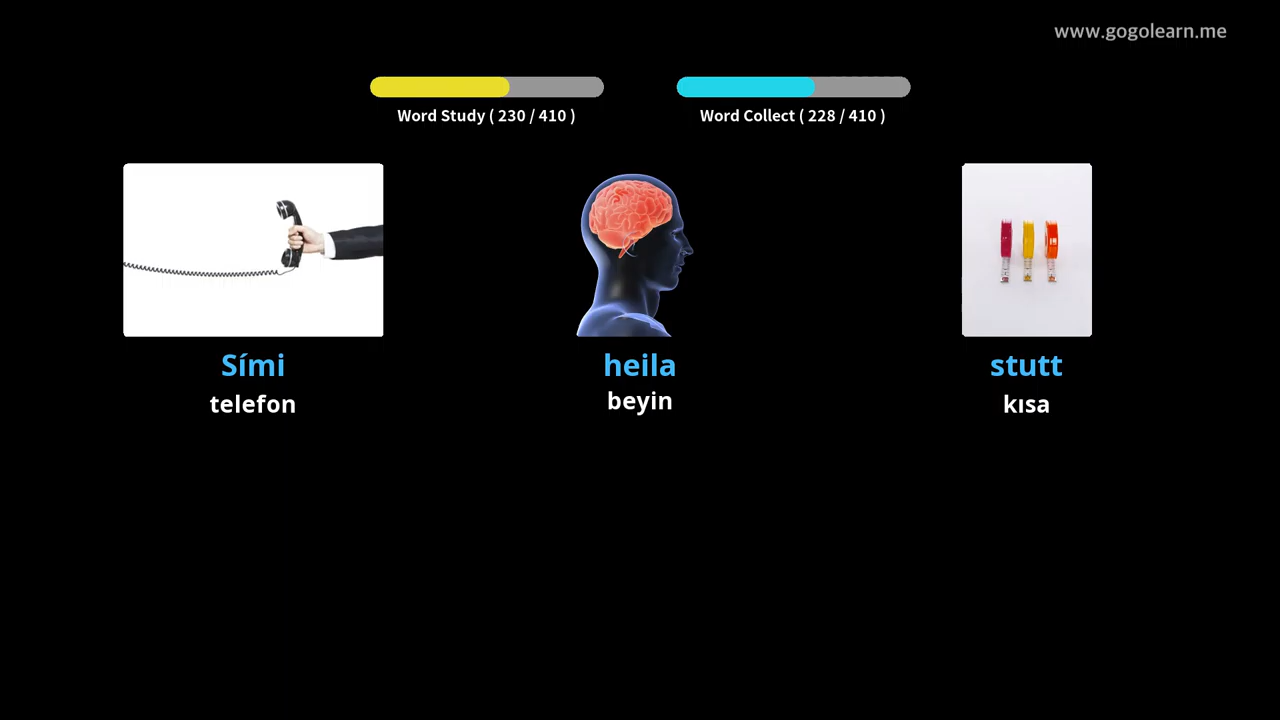 www.gogolearn.me
Word Study ( 230 / 410 )
Word Collect ( 228 / 410 )
Sími
heila
stutt
telefon
beyin
kısa